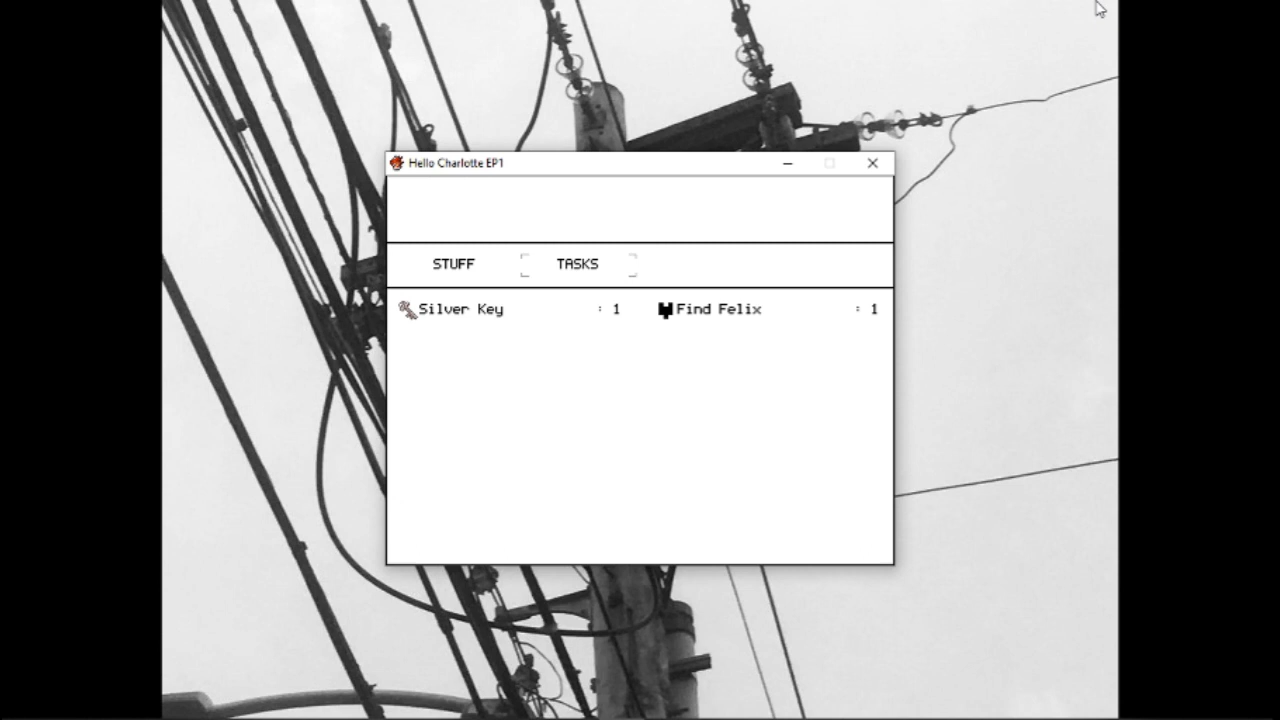 Hello Charlotte EP1
STUFF TASKS
Silver Key : 1 Find Felix : 1